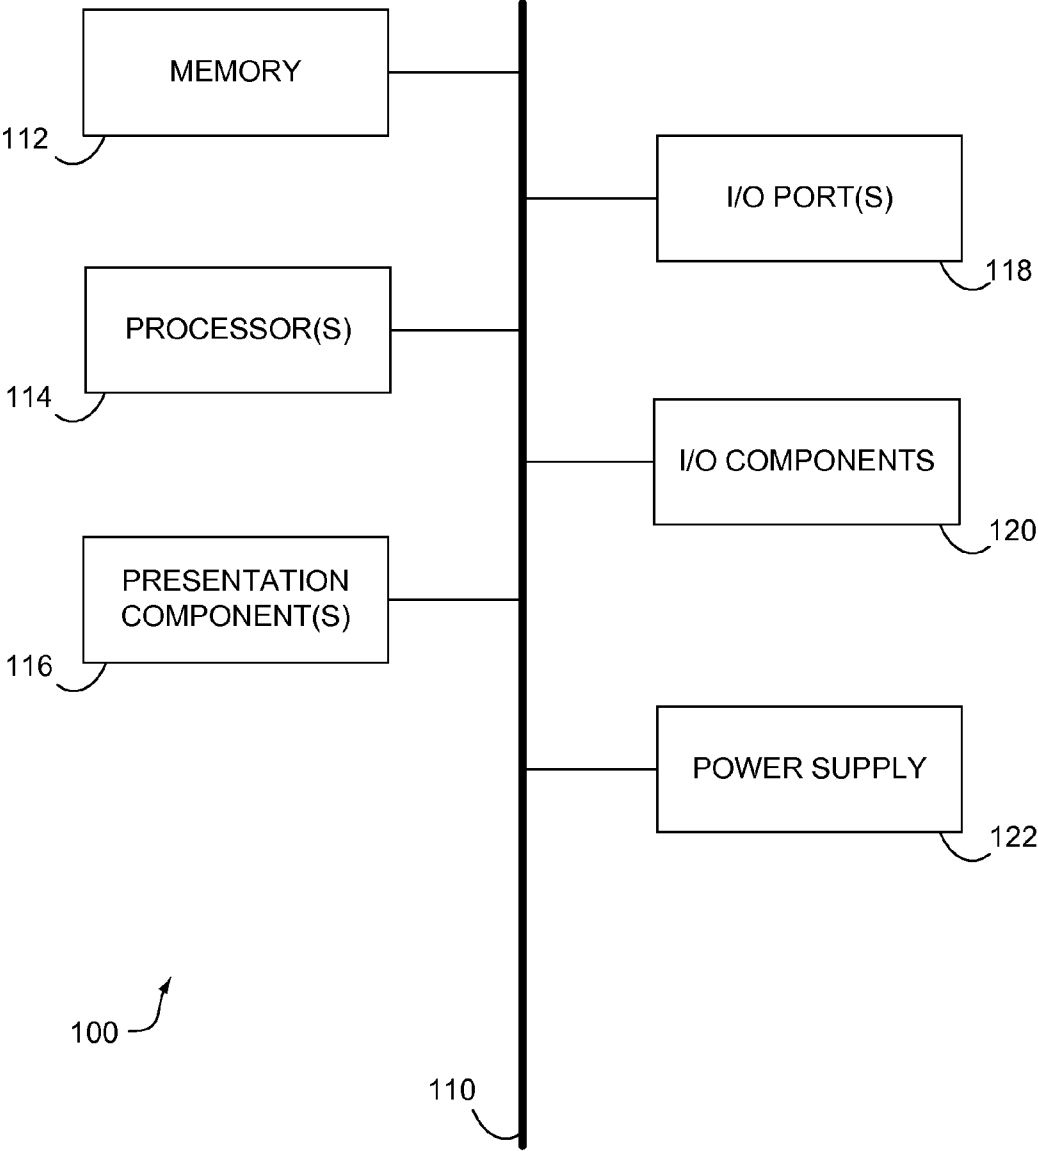 MEMORY
112
I/O PORT(S)
118
PROCESSOR(S)
114
I/O COMPONENTS
120
PRESENTATION
COMPONENT(S)
116
POWER SUPPLY
122
100
110